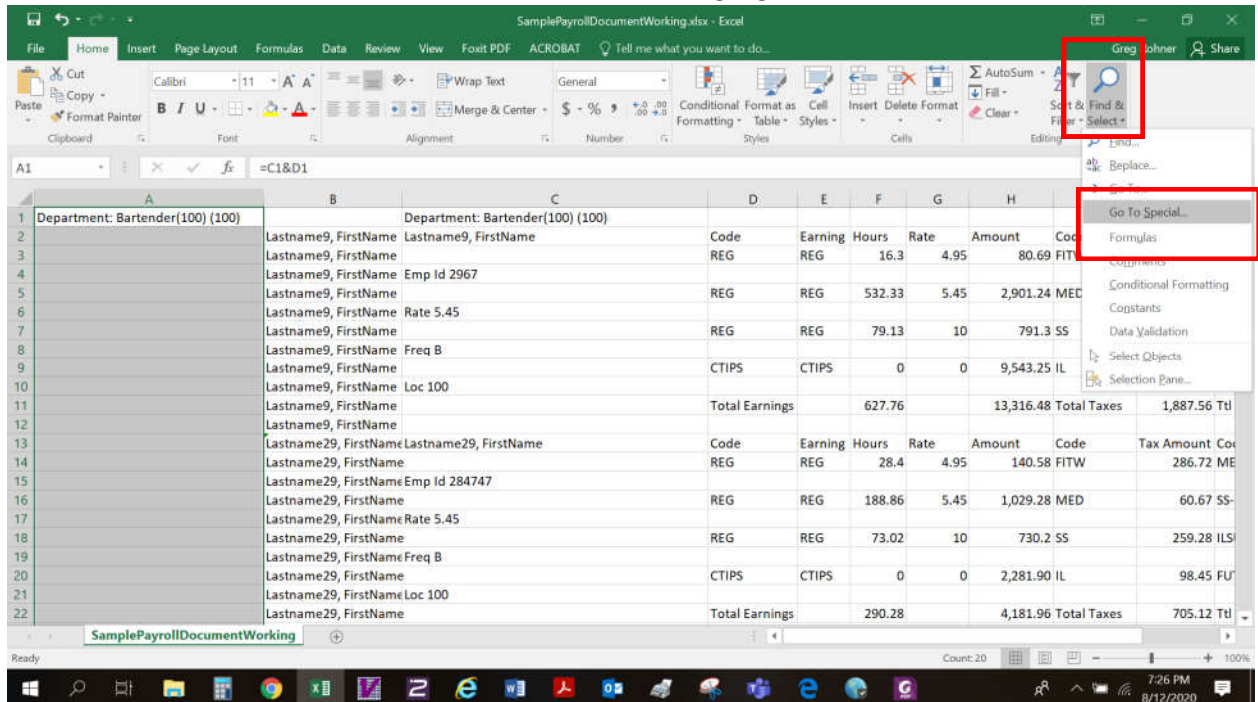 SamplePayrollDocumentWorking.xlsx - Excel
File Home Insert Page Layout Formulas Data Review View Foxit PDF ACROBAT Tell me what you want to do... Greg Rohner Share
Cut
Copy
Format Painter
Paste
Calibri 11 A A Wrap Text General
B I U A Merge & Center $ % , .0 .00 .00 .0
Conditional Formatting Format as Table Cell Styles Insert Delete Format
AutoSum
Fill
Clear
Sort & Filter Find & Select
Clipboard Font Alignment Number Styles Cells Editing
A1 fx =C1&D1
Find...
Replace...
Go To...
Go To Special...
Formulas
Comments
Conditional Formatting
Constants
Data Validation
Select Objects
Selection Pane...
A B C D E F G H
1 Department: Bartender(100) (100) Department: Bartender(100) (100)
2 Lastname9, FirstName Lastname9, FirstName Code Earning Hours Rate Amount
3 Lastname9, FirstName REG REG 16.3 4.95 80.69
4 Lastname9, FirstName Emp Id 2967
5 Lastname9, FirstName REG REG 532.33 5.45 2,901.24 MED
6 Lastname9, FirstName Rate 5.45
7 Lastname9, FirstName REG REG 79.13 10 791.3 SS
8 Lastname9, FirstName Freq B
9 Lastname9, FirstName CTIPS CTIPS 0 0 9,543.25 IL
10 Lastname9, FirstName Loc 100
11 Lastname9, FirstName Total Earnings 627.76 13,316.48 Total Taxes 1,887.56 Ttl
12 Lastname9, FirstName
13 Lastname29, FirstName Lastname29, FirstName Code Earning Hours Rate Amount Code Tax Amount
14 Lastname29, FirstName REG REG 28.4 4.95 140.58 FITW 286.72 ME
15 Lastname29, FirstName Emp Id 284747
16 Lastname29, FirstName REG REG 188.86 5.45 1,029.28 MED 60.67 SS-
17 Lastname29, FirstName Rate 5.45
18 Lastname29, FirstName REG REG 73.02 10 730.2 SS 259.28
19 Lastname29, FirstName Freq B
20 Lastname29, FirstName CTIPS CTIPS 0 0 2,281.90 IL 98.45
21 Lastname29, FirstName Loc 100
22 Lastname29, FirstName Total Earnings 290.28 4,181.96 Total Taxes 705.12 Ttl
SamplePayrollDocumentWorking
Ready Count: 20 100%
7:26 PM
8/12/2020